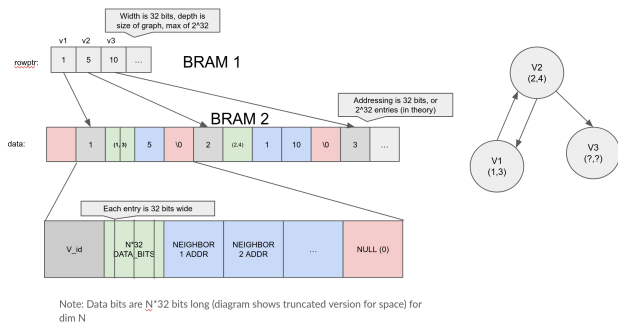 Width is 32 bits, depth is
size of graph, max of 2^32
v1 v2 v3
rowptr: 1 5 10 ...
BRAM 1
BRAM 2
Addressing is 32 bits, or
2^32 entries (in theory)
data: 1 (1, 3) 5 \0 2 (2,4) 1 10 \0 3 ...
Each entry is 32 bits wide
V_id
N*32
DATA_BITS
NEIGHBOR
1 ADDR
NEIGHBOR
2 ADDR
...
NULL (0)
V2
(2,4)
V1
(1,3)
V3
(?,?)
Note: Data bits are N*32 bits long (diagram shows truncated version for space) for
dim N